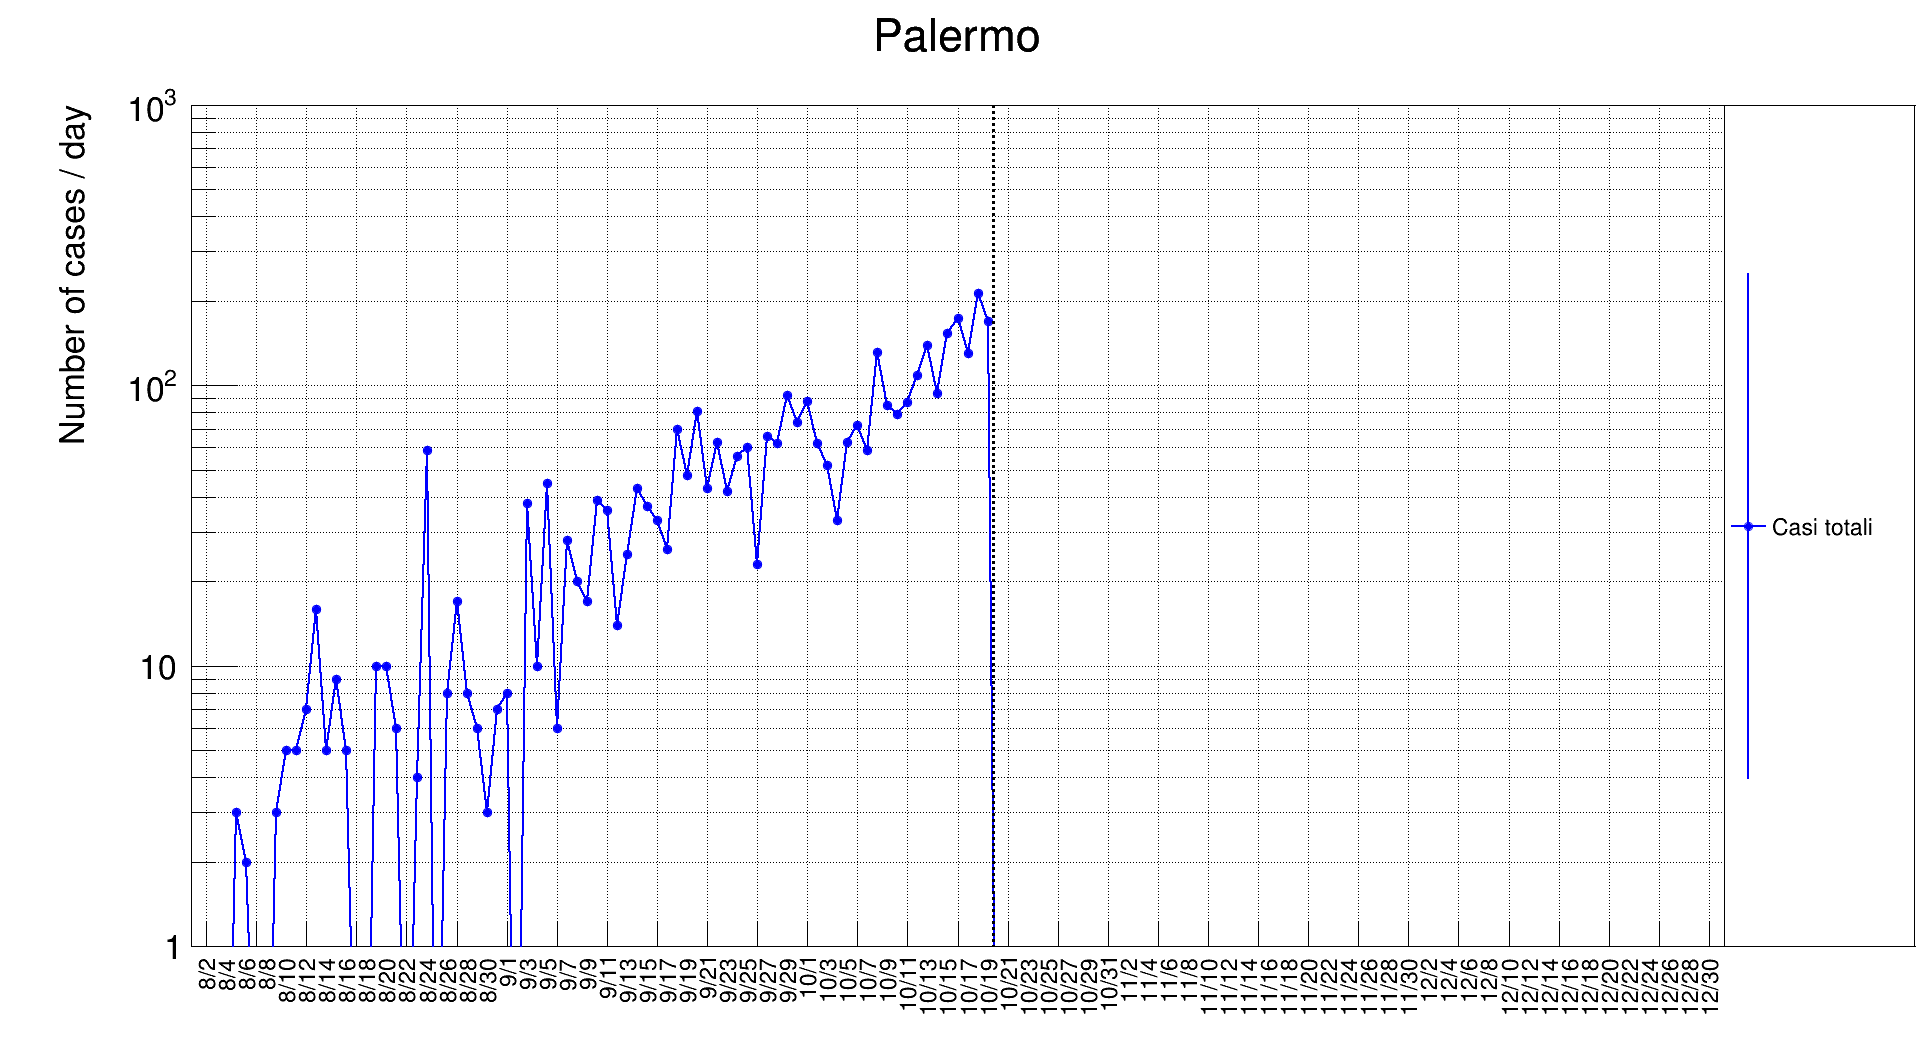 Palermo
Number of cases / day
10³
10²
10
1
8/2 8/4 8/6 8/8 8/10 8/12 8/14 8/16 8/18 8/20 8/22 8/24 8/26 8/28 8/30 9/1 9/3 9/5 9/7 9/9 9/11 9/13 9/15 9/17 9/19 9/21 9/23 9/25 9/27 9/29 10/1 10/3 10/5 10/7 10/9 10/11 10/13 10/15 10/17 10/19 10/21 10/23 10/25 10/27 10/29 10/31 11/2 11/4 11/6 11/8 11/10 11/12 11/14 11/16 11/18 11/20 11/22 11/24 11/26 11/28 11/30 12/2 12/4 12/6 12/8 12/10 12/12 12/14 12/16 12/18 12/20 12/22 12/24 12/26 12/28 12/30
Casi totali